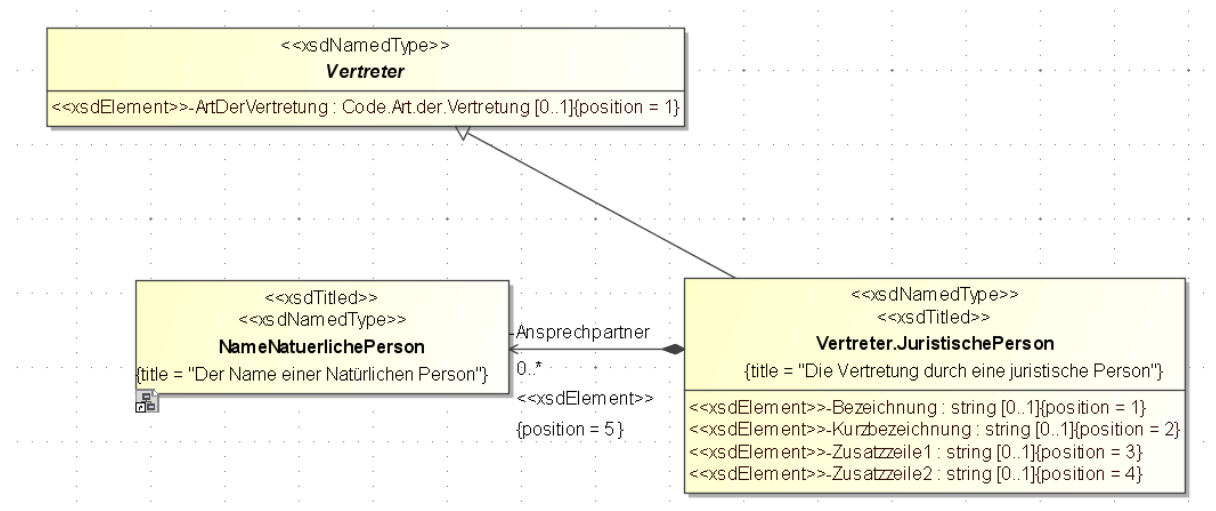 <<xsdNamedType>>
Vertreter
<<xsdElement>>-ArtDerVertretung : Code.Art.der.Vertretung [0..1]{position = 1}
<<xsdTitled>>
<<xsdNamedType>>
NameNatuerlichePerson
{title = "Der Name einer Natürlichen Person"}
-Ansprechpartner
0..*
<<xsdElement>>
{position = 5}
<<xsdNamedType>>
<<xsdTitled>>
Vertreter.JuristischePerson
{title = "Die Vertretung durch eine juristische Person"}
<<xsdElement>>-Bezeichnung : string [0..1]{position = 1}
<<xsdElement>>-Kurzbezeichnung : string [0..1]{position = 2}
<<xsdElement>>-Zusatzzeile1 : string [0..1]{position = 3}
<<xsdElement>>-Zusatzzeile2 : string [0..1]{position = 4}